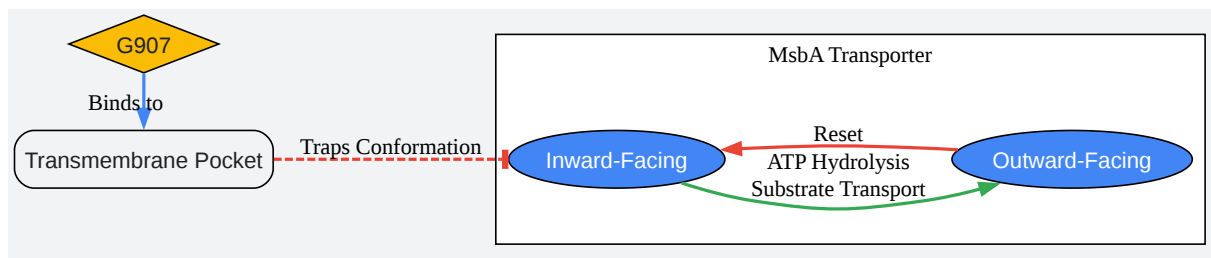 G907
MsbA Transporter
Binds to
Transmembrane Pocket
Traps Conformation
Inward-Facing
Reset
ATP Hydrolysis
Substrate Transport
Outward-Facing